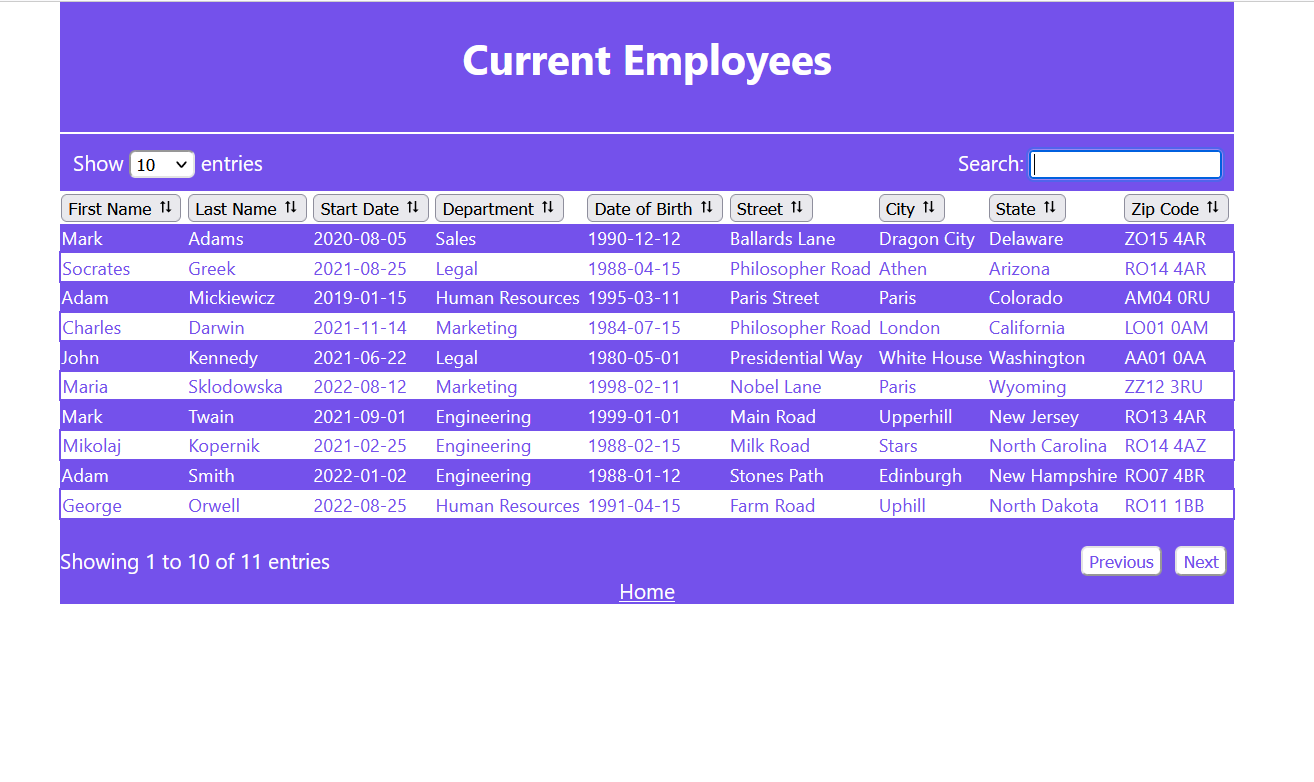 Current Employees
Show 10 entries Search:
First Name Last Name Start Date Department Date of Birth Street City State Zip Code
Mark Adams 2020-08-05 Sales 1990-12-12 Ballards Lane Dragon City Delaware ZO15 4AR
Socrates Greek 2021-08-25 Legal 1988-04-15 Philosopher Road Athen Arizona RO14 4AR
Adam Mickiewicz 2019-01-15 Human Resources 1995-03-11 Paris Street Paris Colorado AM04 0RU
Charles Darwin 2021-11-14 Marketing 1984-07-15 Philosopher Road London California LO01 0AM
John Kennedy 2021-06-22 Legal 1980-05-01 Presidential Way White House Washington AA01 0AA
Maria Sklodowska 2022-08-12 Marketing 1998-02-11 Nobel Lane Paris Wyoming ZZ12 3RU
Mark Twain 2021-09-01 Engineering 1999-01-01 Main Road Upperhill New Jersey RO13 4AR
Mikolaj Kopernik 2021-02-25 Engineering 1988-02-15 Milk Road Stars North Carolina RO14 4AZ
Adam Smith 2022-01-02 Engineering 1988-01-12 Stones Path Edinburgh New Hampshire RO07 4BR
George Orwell 2022-08-25 Human Resources 1991-04-15 Farm Road Uphill North Dakota RO11 1BB
Showing 1 to 10 of 11 entries Previous Next
Home